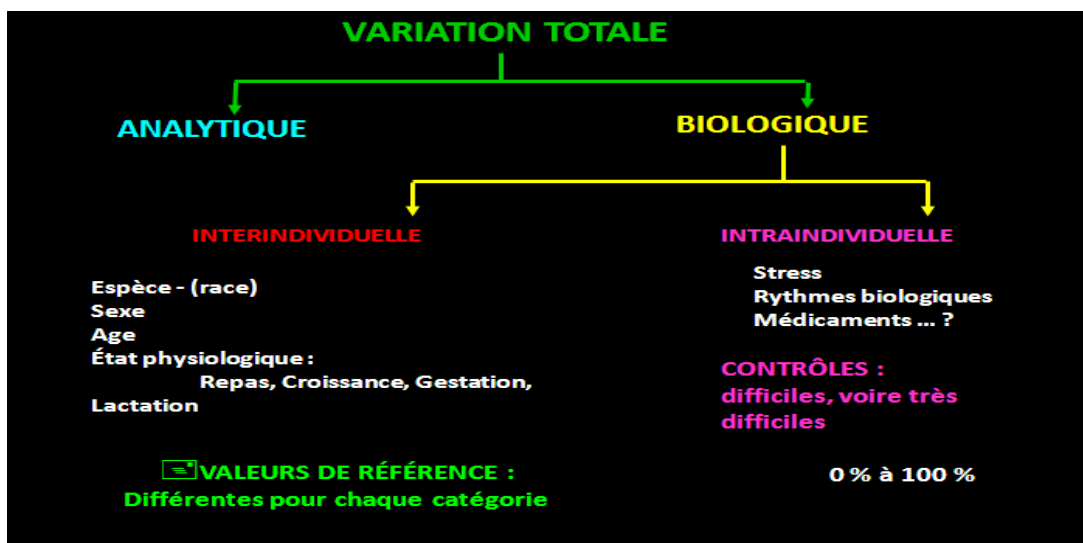 VARIATION TOTALE
ANALYTIQUE
BIOLOGIQUE
INTERINDIVIDUELLE
Espèce - (race)
Sexe
Age
État physiologique :
Repas, Croissance, Gestation,
Lactation
VALEURS DE RÉFÉRENCE :
Différentes pour chaque catégorie
INTRAINDIVIDUELLE
Stress
Rythmes biologiques
Médicaments ... ?
CONTRÔLES :
difficiles, voire très
difficiles
0 % à 100 %